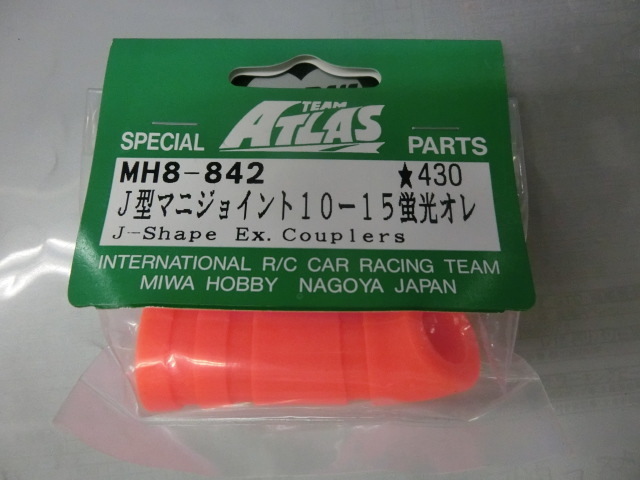 TEAM
ATLAS
SPECIAL PARTS
MH8-842 ★430
J型マニジョイント10-15蛍光オレ
J-Shape Ex. Couplers
INTERNATIONAL R/C CAR RACING TEAM
MIWA HOBBY NAGOYA JAPAN